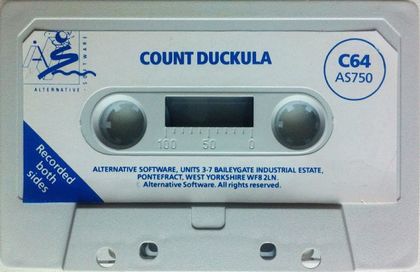 COUNT DUCKULA
C64
AS750
ALTERNATIVE
SOFTWARE
100 50 0
Recorded
both
sides
ALTERNATIVE SOFTWARE, UNITS 3-7 BAILEYGATE INDUSTRIAL ESTATE,
PONTEFRACT, WEST YORKSHIRE WF8 2LN.
© Alternative Software. All rights reserved.